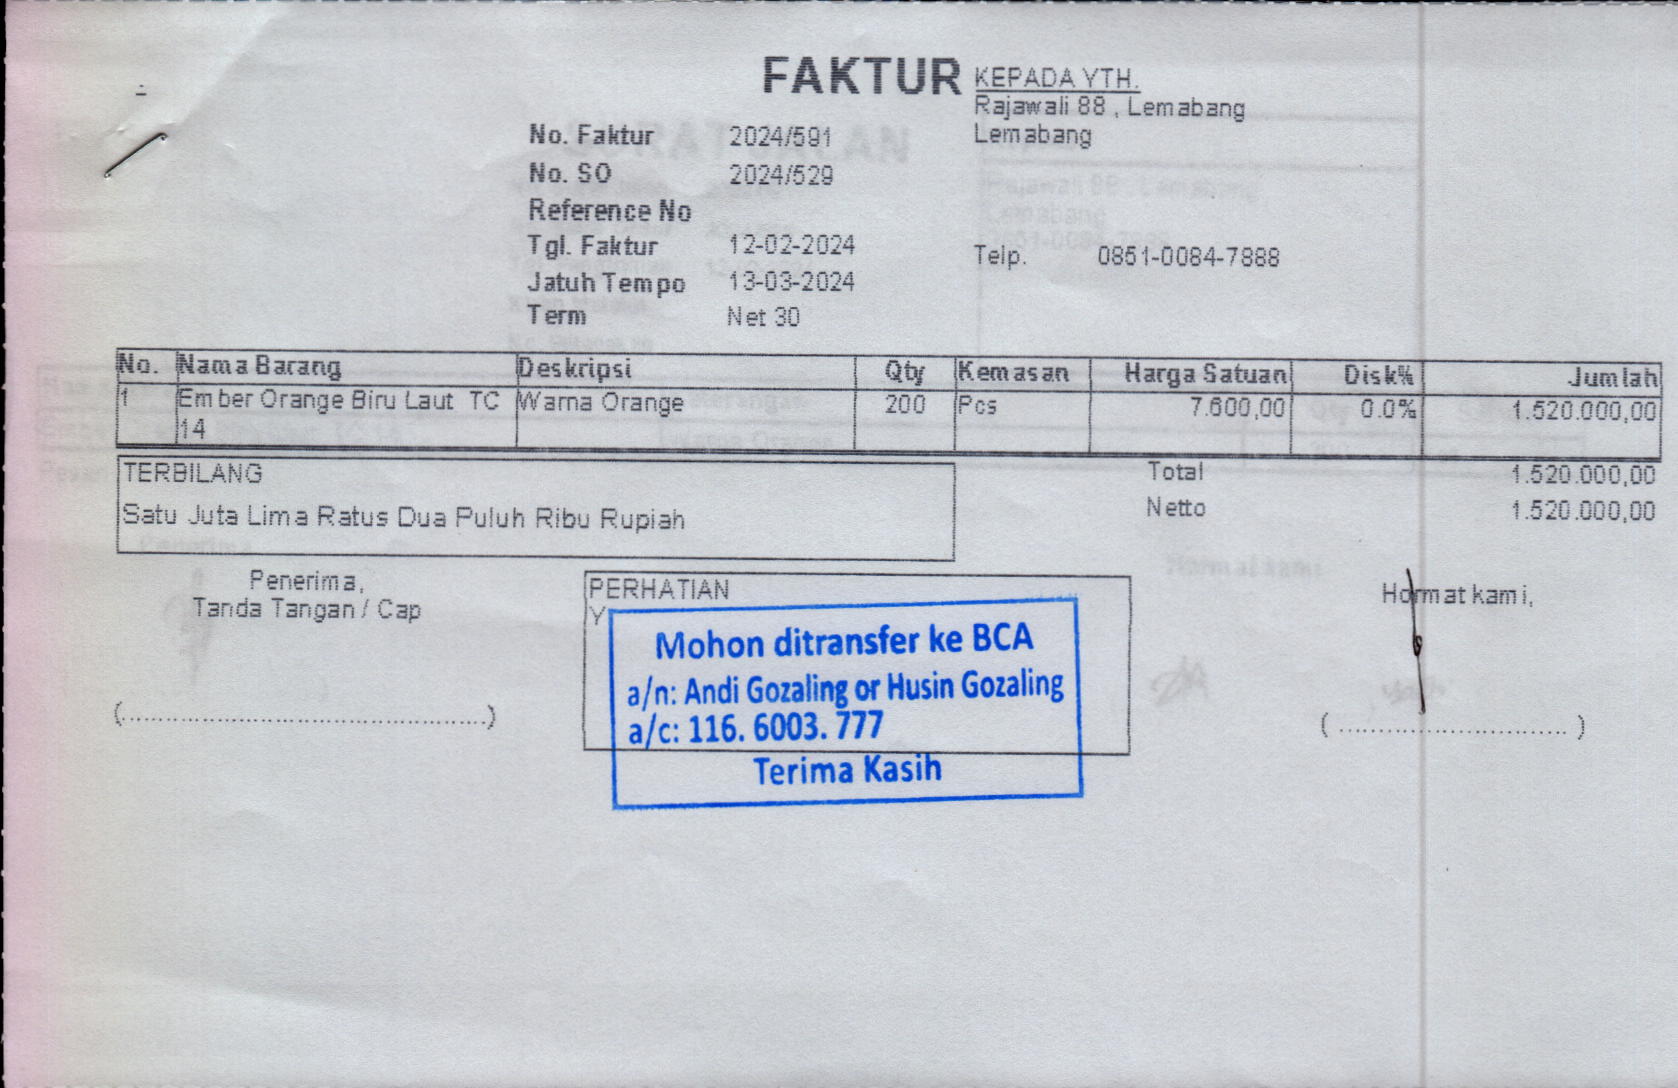 FAKTUR
KEPADA YTH.
Rajawali 88 , Lemabang
Lemabang
No. Faktur 2024/591
No. SO 2024/529
Reference No
Tgl. Faktur 12-02-2024
Telp. 0851-0084-7888
Jatuh Tempo 13-03-2024
Term Net 30
No. Nama Barang Deskripsi Qty Kemasan Harga Satuan Disk% Jumlah
1 Ember Orange Biru Laut TC Warna Orange 200 Pcs 7.600,00 0.0% 1.520.000,00
14
TERBILANG
Satu Juta Lima Ratus Dua Puluh Ribu Rupiah
Total 1.520.000,00
Netto 1.520.000,00
Penerima,
Tanda Tangan / Cap
PERHATIAN
Y
Mohon ditransfer ke BCA
a/n: Andi Gozaling or Husin Gozaling
a/c: 116. 6003. 777
Terima Kasih
Hormat kami,
(................................................)
( .............................. )